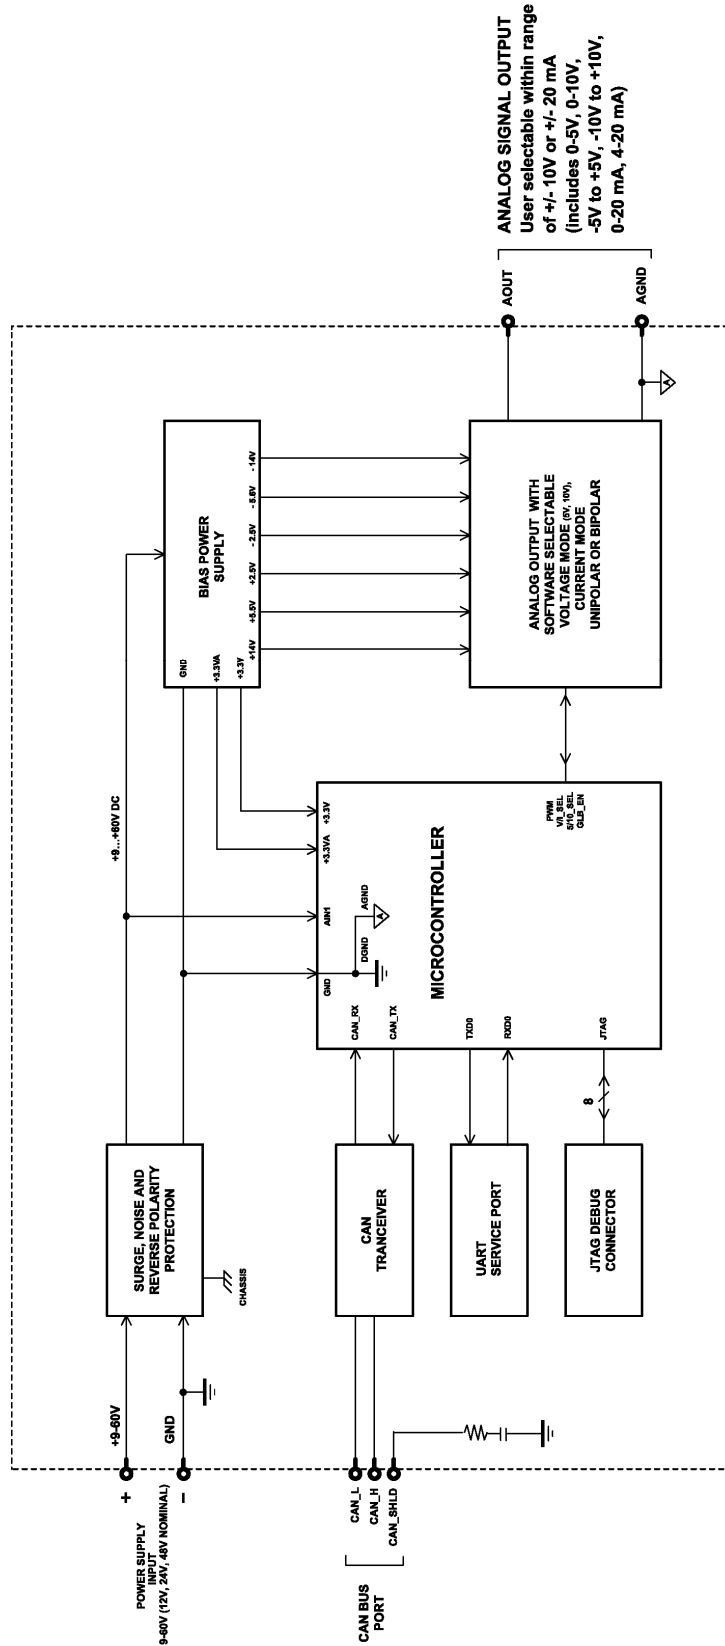 POWER SUPPLY
INPUT
9-60V (12V, 24V, 48V NOMINAL)
+
-
+9-60V
GND
SURGE, NOISE AND
REVERSE POLARITY
PROTECTION
CHASSIS
+9...+60V DC
BIAS POWER
SUPPLY
GND
+3.3VA
+3.3V
+14V
+5.5V
+2.5V
- 2.5V
- 5.5V
- 14V
CAN BUS
PORT
CAN_L
CAN_H
CAN_SHLD
CAN
TRANCEIVER
UART
SERVICE PORT
JTAG DEBUG
CONNECTOR
8
MICROCONTROLLER
GND
AIN1
+3.3VA
+3.3V
DGND
AGND
A
CAN_RX
CAN_TX
TXD0
RXD0
JTAG
PWM
V/I_SEL
5/10_SEL
GLB_EN
ANALOG OUTPUT WITH
SOFTWARE SELECTABLE
VOLTAGE MODE (5V, 10V),
CURRENT MODE
UNIPOLAR OR BIPOLAR
A
AOUT
AGND
ANALOG SIGNAL OUTPUT
User selectable within range
of +/- 10V or +/- 20 mA
(includes 0-5V, 0-10V,
-5V to +5V, -10V to +10V,
0-20 mA, 4-20 mA)